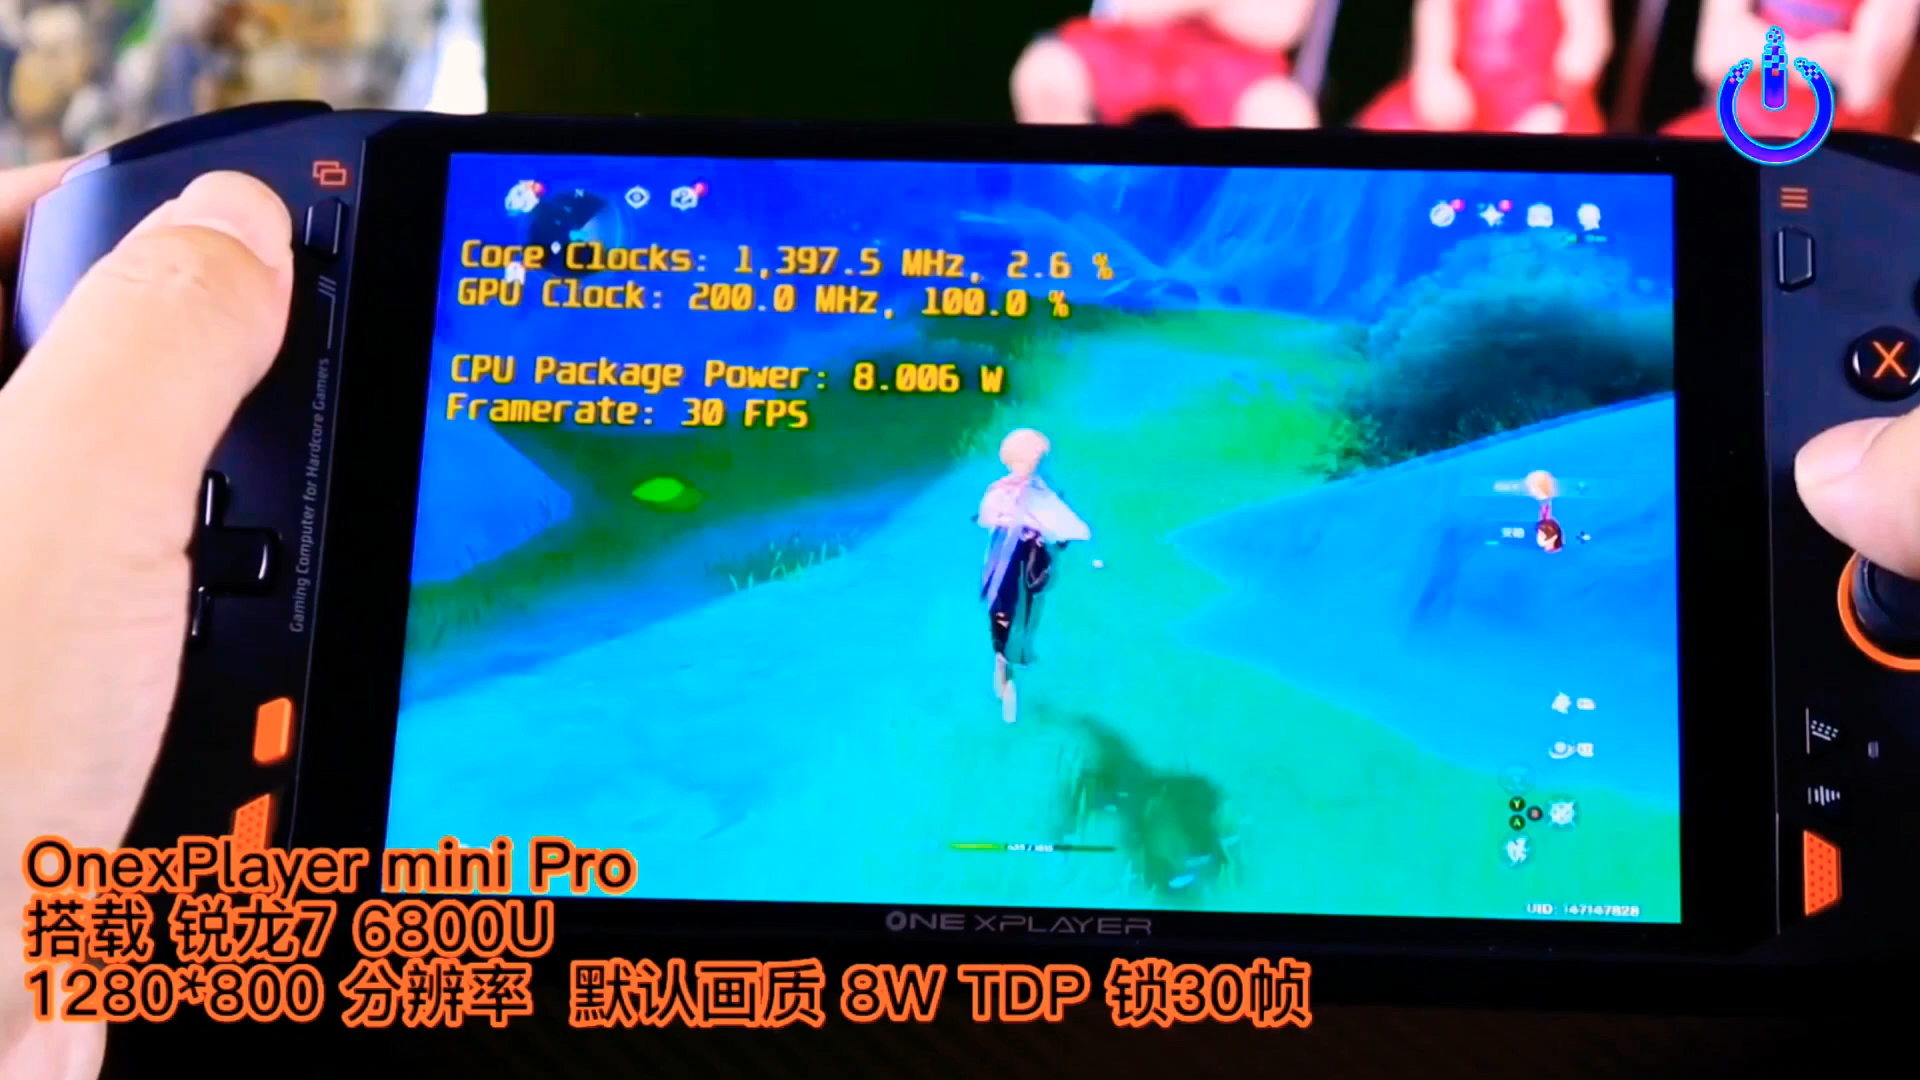 N
Core Clocks: 1,397.5 MHz, 2.6 %
GPU Clock: 200.0 MHz, 100.0 %
CPU Package Power: 8.006 W
Framerate: 30 FPS
Gaming Computer for Hardcore Gamers
X
Y
A
UID: 147147828
ONEXPLAYER
OnexPlayer mini Pro
搭载 锐龙7 6800U
1280*800 分辨率 默认画质 8W TDP 锁30帧